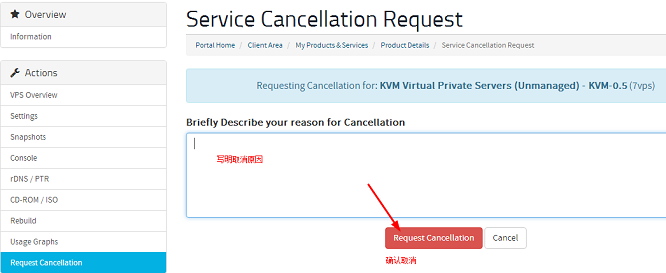 Overview
Information
Actions
VPS Overview
Settings
Snapshots
Console
rDNS / PTR
CD-ROM / ISO
Rebuild
Usage Graphs
Request Cancellation
Service Cancellation Request
Portal Home / Client Area / My Products & Services / Product Details / Service Cancellation Request
Requesting Cancellation for: KVM Virtual Private Servers (Unmanaged) - KVM-0.5 (7vps)
Briefly Describe your reason for Cancellation
写明取消原因
Request Cancellation Cancel
确认取消